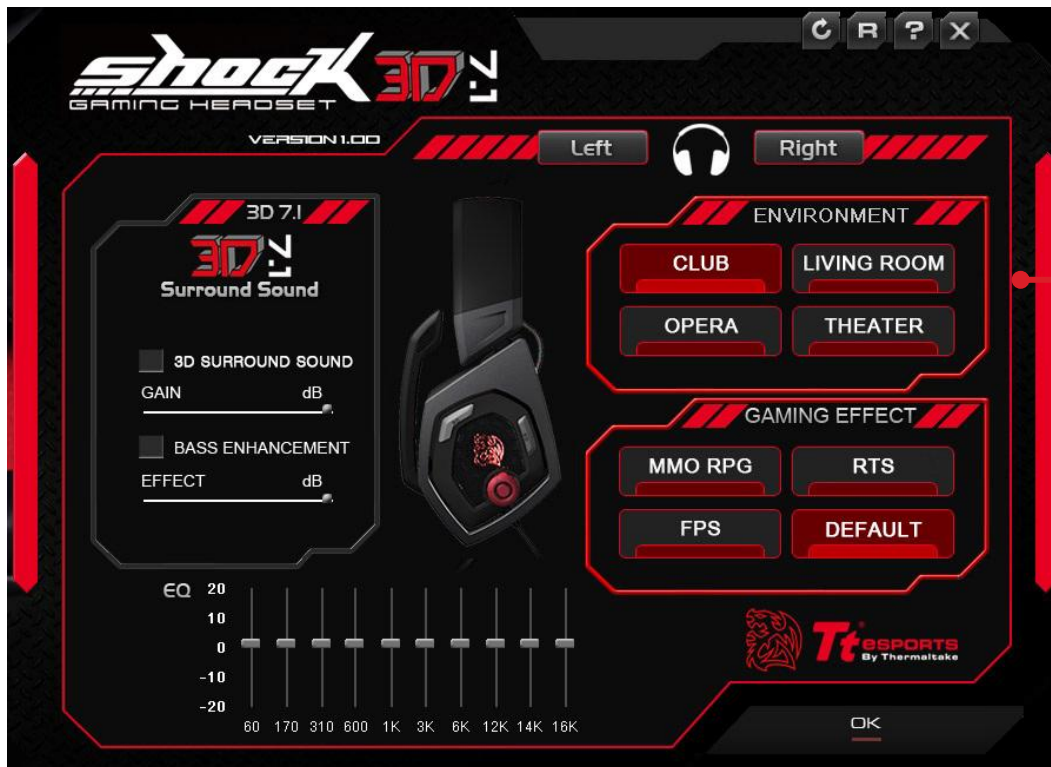 C R ? X
Shock 3D 7.1
GAMING HEADSET
VERSION 1.00
Left
Right
3D 7.1
3D 7.1
Surround Sound
3D SURROUND SOUND
GAIN dB
BASS ENHANCEMENT
EFFECT dB
ENVIRONMENT
CLUB LIVING ROOM
OPERA THEATER
GAMING EFFECT
MMO RPG RTS
FPS DEFAULT
EQ 20
10
0
-10
-20
60 170 310 600 1K 3K 6K 12K 14K 16K
Tt eSPORTS
By Thermaltake
OK